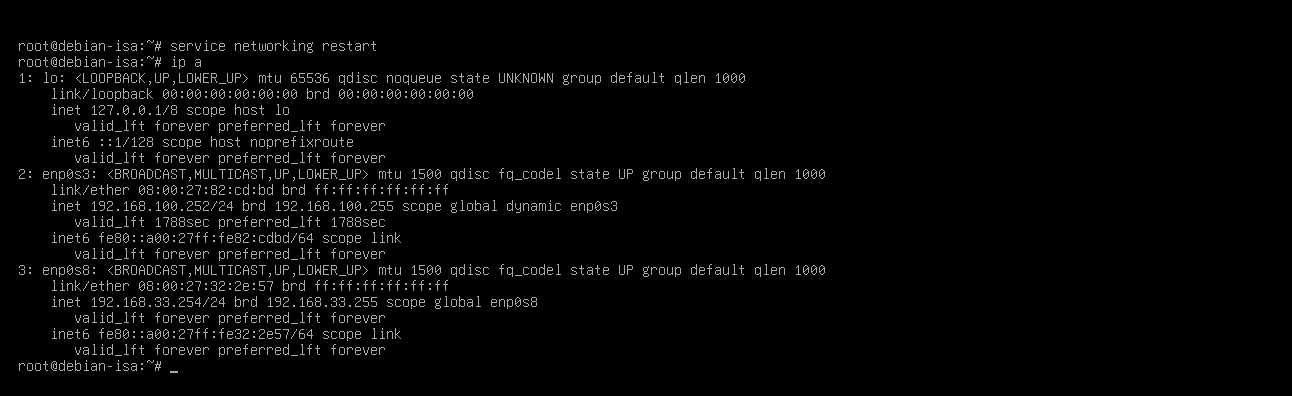 root@debian-isa:~# service networking restart
root@debian-isa:~# ip a
1: lo: <LOOPBACK,UP,LOWER_UP> mtu 65536 qdisc noqueue state UNKNOWN group default qlen 1000
    link/loopback 00:00:00:00:00:00 brd 00:00:00:00:00:00
    inet 127.0.0.1/8 scope host lo
       valid_lft forever preferred_lft forever
    inet6 ::1/128 scope host noprefixroute
       valid_lft forever preferred_lft forever
2: enp0s3: <BROADCAST,MULTICAST,UP,LOWER_UP> mtu 1500 qdisc fq_codel state UP group default qlen 1000
    link/ether 08:00:27:82:cd:bd brd ff:ff:ff:ff:ff:ff
    inet 192.168.100.252/24 brd 192.168.100.255 scope global dynamic enp0s3
       valid_lft 1788sec preferred_lft 1788sec
    inet6 fe80::a00:27ff:fe82:cdbd/64 scope link
       valid_lft forever preferred_lft forever
3: enp0s8: <BROADCAST,MULTICAST,UP,LOWER_UP> mtu 1500 qdisc fq_codel state UP group default qlen 1000
    link/ether 08:00:27:32:2e:57 brd ff:ff:ff:ff:ff:ff
    inet 192.168.33.254/24 brd 192.168.33.255 scope global enp0s8
       valid_lft forever preferred_lft forever
    inet6 fe80::a00:27ff:fe32:2e57/64 scope link
       valid_lft forever preferred_lft forever
root@debian-isa:~# _